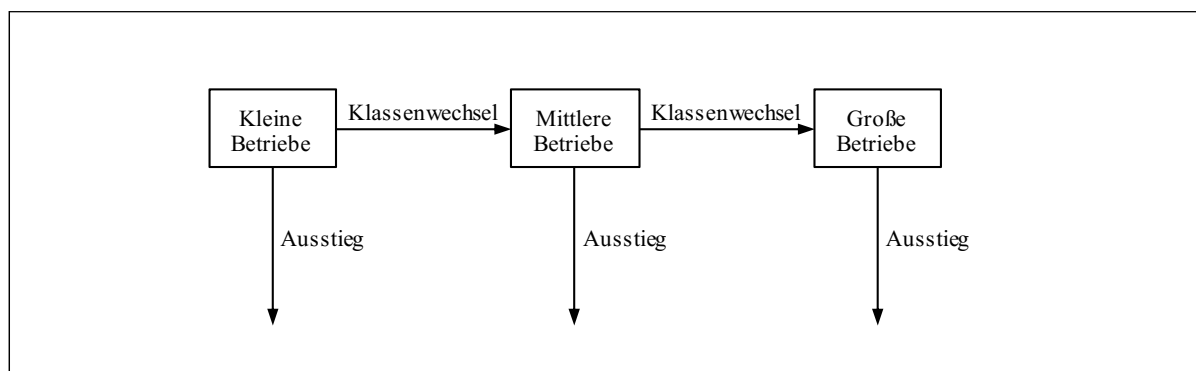 Kleine
Betriebe
Klassenwechsel
Mittlere
Betriebe
Klassenwechsel
Große
Betriebe
Ausstieg
Ausstieg
Ausstieg